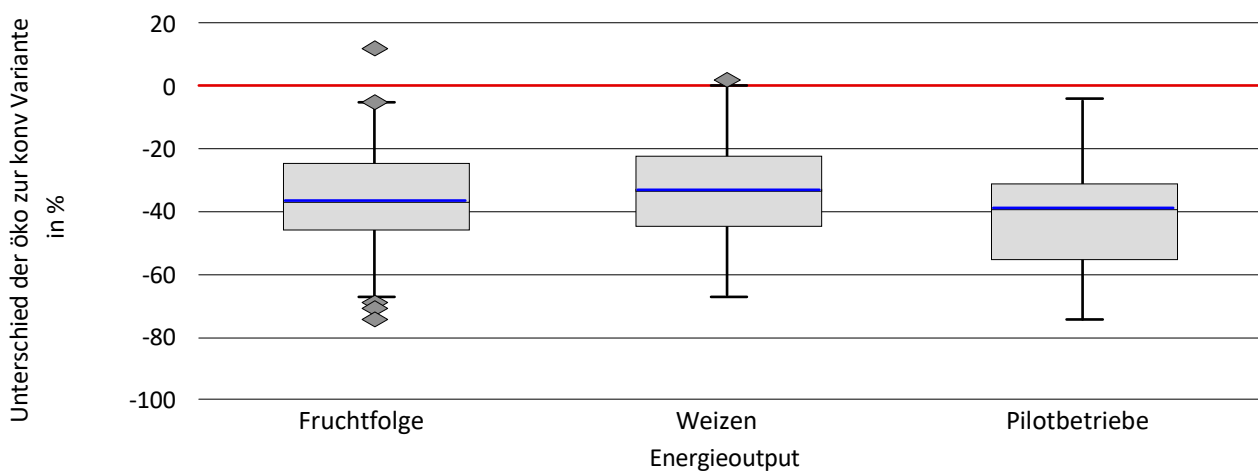 Unterschied der öko zur konv Variante
in %
20
0
-20
-40
-60
-80
-100
Fruchtfolge Weizen Pilotbetriebe
Energieoutput